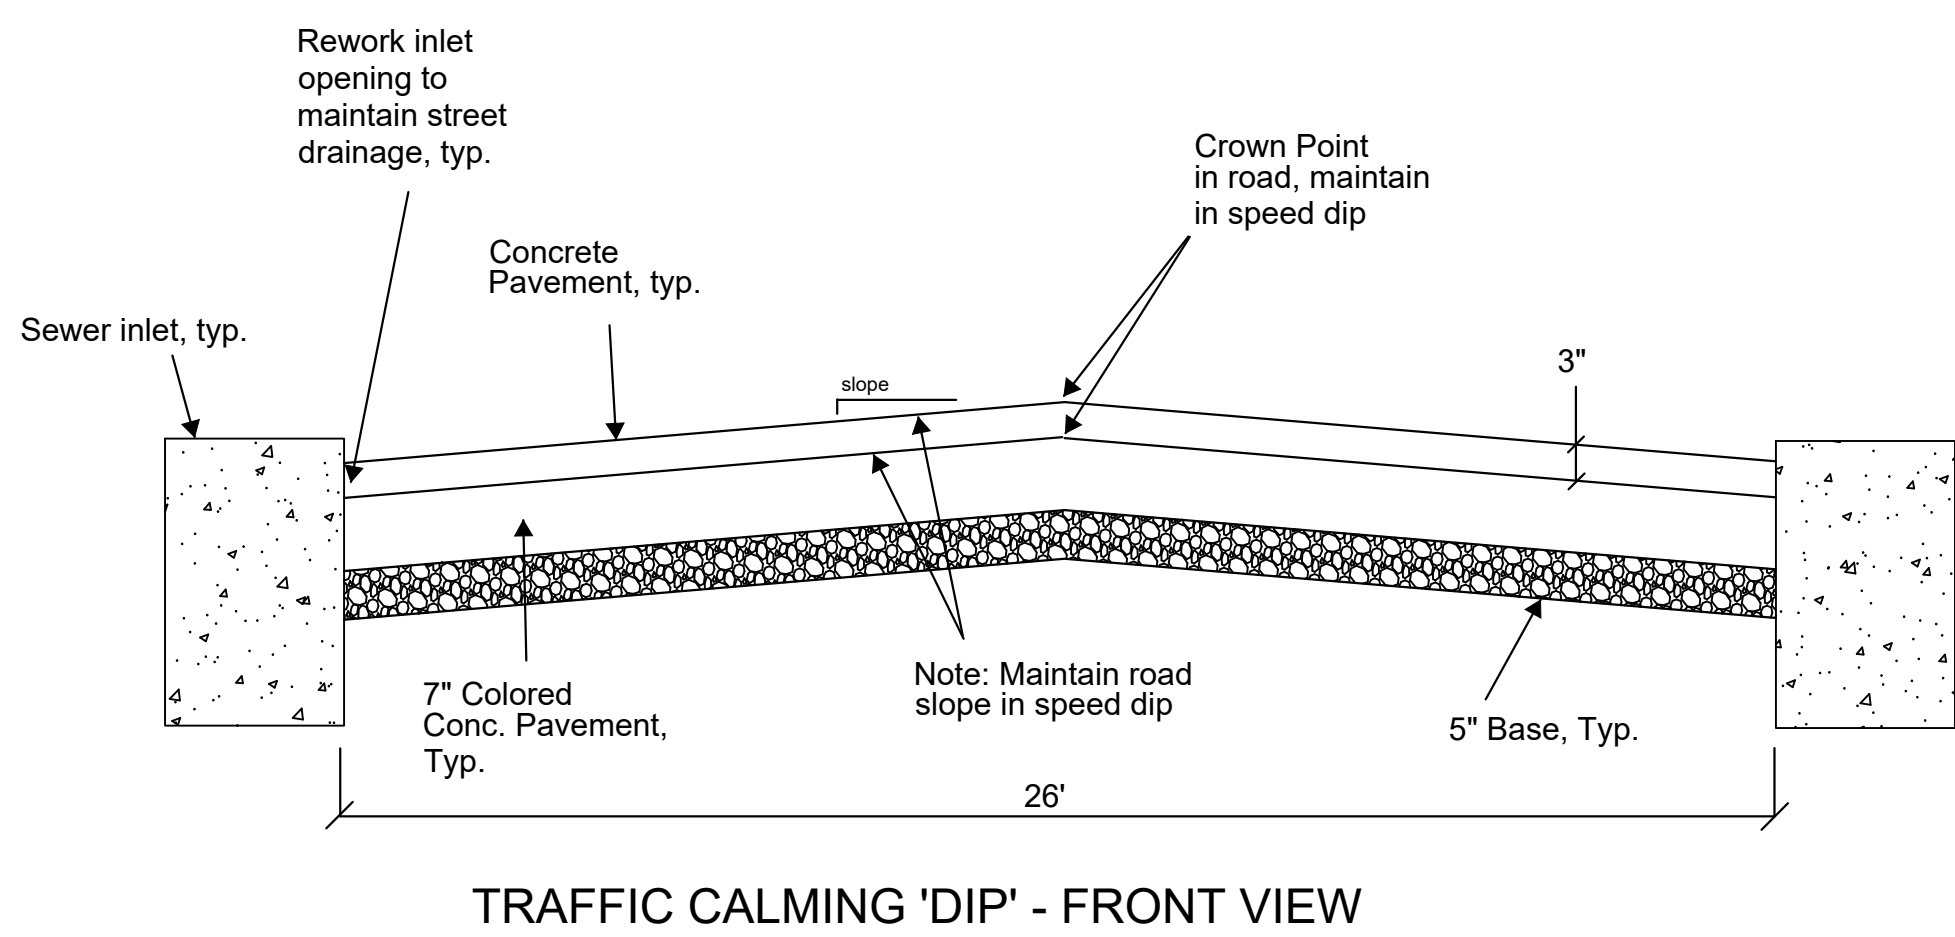 Rework inlet
opening to
maintain street
drainage, typ.
Crown Point
in road, maintain
in speed dip
Concrete
Pavement, typ.
Sewer inlet, typ.
3"
slope
7" Colored
Conc. Pavement,
Typ.
Note: Maintain road
slope in speed dip
5" Base, Typ.
26'
TRAFFIC CALMING 'DIP' - FRONT VIEW